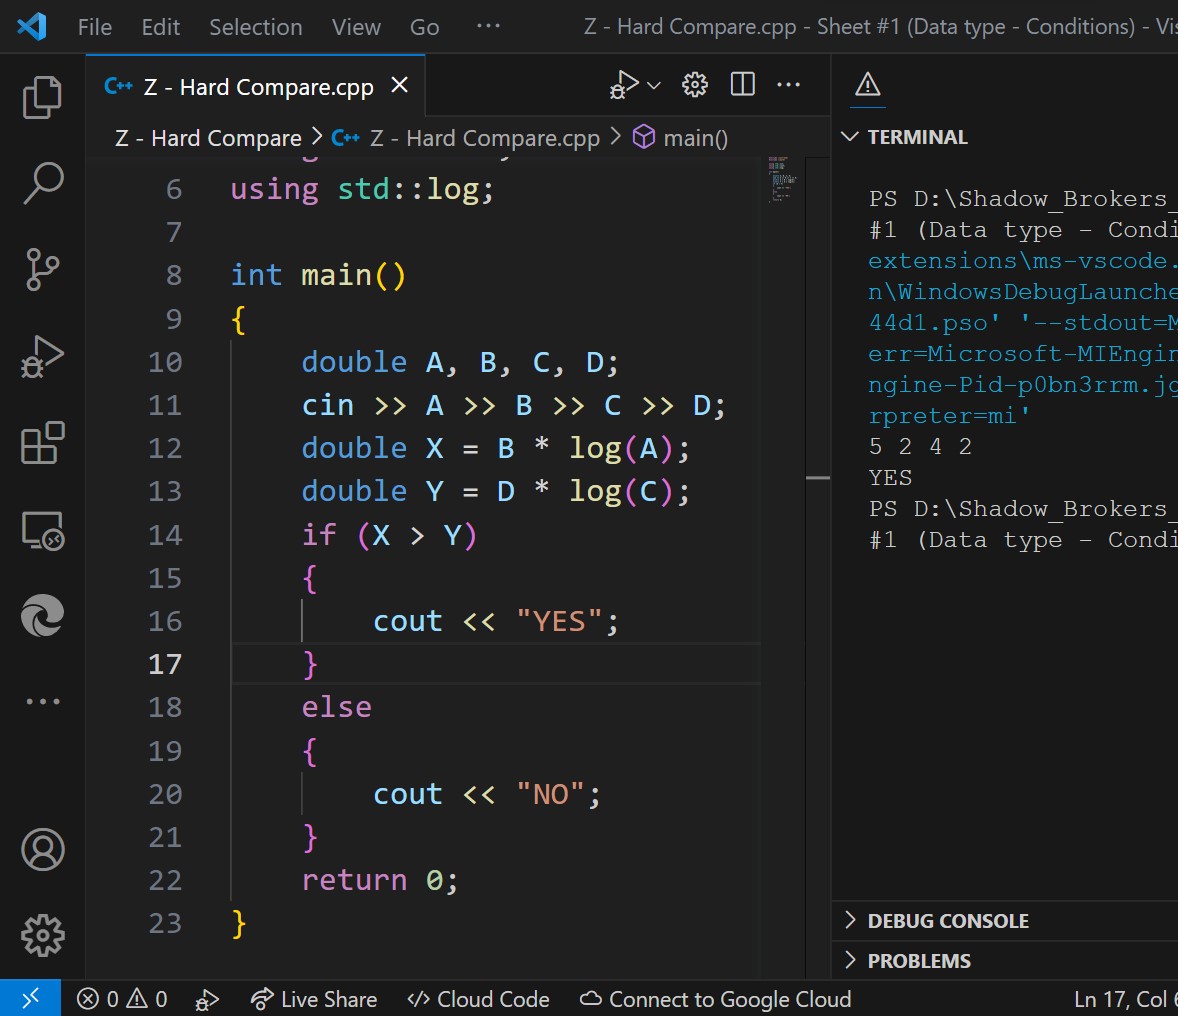 File Edit Selection View Go ··· Z - Hard Compare.cpp - Sheet #1 (Data type - Conditions) - Vis
Z - Hard Compare.cpp
Z - Hard Compare > Z - Hard Compare.cpp > main()
6 using std::log;
7
8 int main()
9 {
10 double A, B, C, D;
11 cin >> A >> B >> C >> D;
12 double X = B * log(A);
13 double Y = D * log(C);
14 if (X > Y)
15 {
16 cout << "YES";
17 }
18 else
19 {
20 cout << "NO";
21 }
22 return 0;
23 }
TERMINAL
PS D:\Shadow_Brokers_
#1 (Data type - Condi
extensions\ms-vscode.
n\WindowsDebugLaunche
44d1.pso' '--stdout=M
err=Microsoft-MIEngin
ngine-Pid-p0bn3rrm.jg
rpreter=mi'
5 2 4 2
YES
PS D:\Shadow_Brokers_
#1 (Data type - Condi
DEBUG CONSOLE
PROBLEMS
0 0 Live Share Cloud Code Connect to Google Cloud Ln 17, Col 6